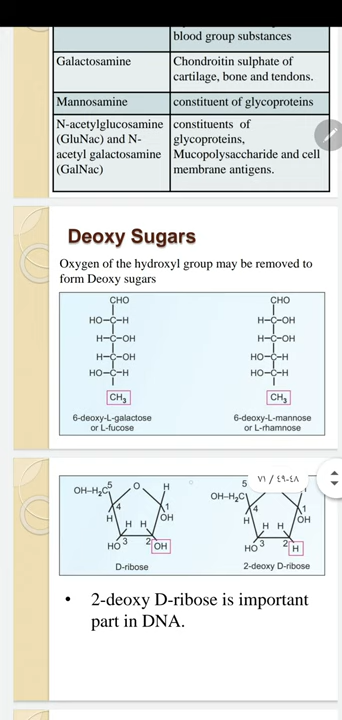 blood group substances
Galactosamine
Chondroitin sulphate of
cartilage, bone and tendons.
Mannosamine
constituent of glycoproteins
N-acetylglucosamine
(GluNac) and N-
acetyl galactosamine
(GalNac)
constituents of
glycoproteins,
Mucopolysaccharide and cell
membrane antigens.
Deoxy Sugars
Oxygen of the hydroxyl group may be removed to
form Deoxy sugars
CHO
HO-C-H
H-C-OH
H-C-OH
HO-C-H
CH3
6-deoxy-L-galactose
or L-fucose
CHO
H-C-OH
H-C-OH
HO-C-H
HO-C-H
CH3
6-deoxy-L-mannose
or L-rhamnose
OH-H2C 5 O H
4 1
H H H OH
HO 3 2 OH
D-ribose
٧١ / ٤٩-٤٨
5
OH-H2C
4 1
H H H OH
HO 3 2 H
2-deoxy D-ribose
• 2-deoxy D-ribose is important
part in DNA.